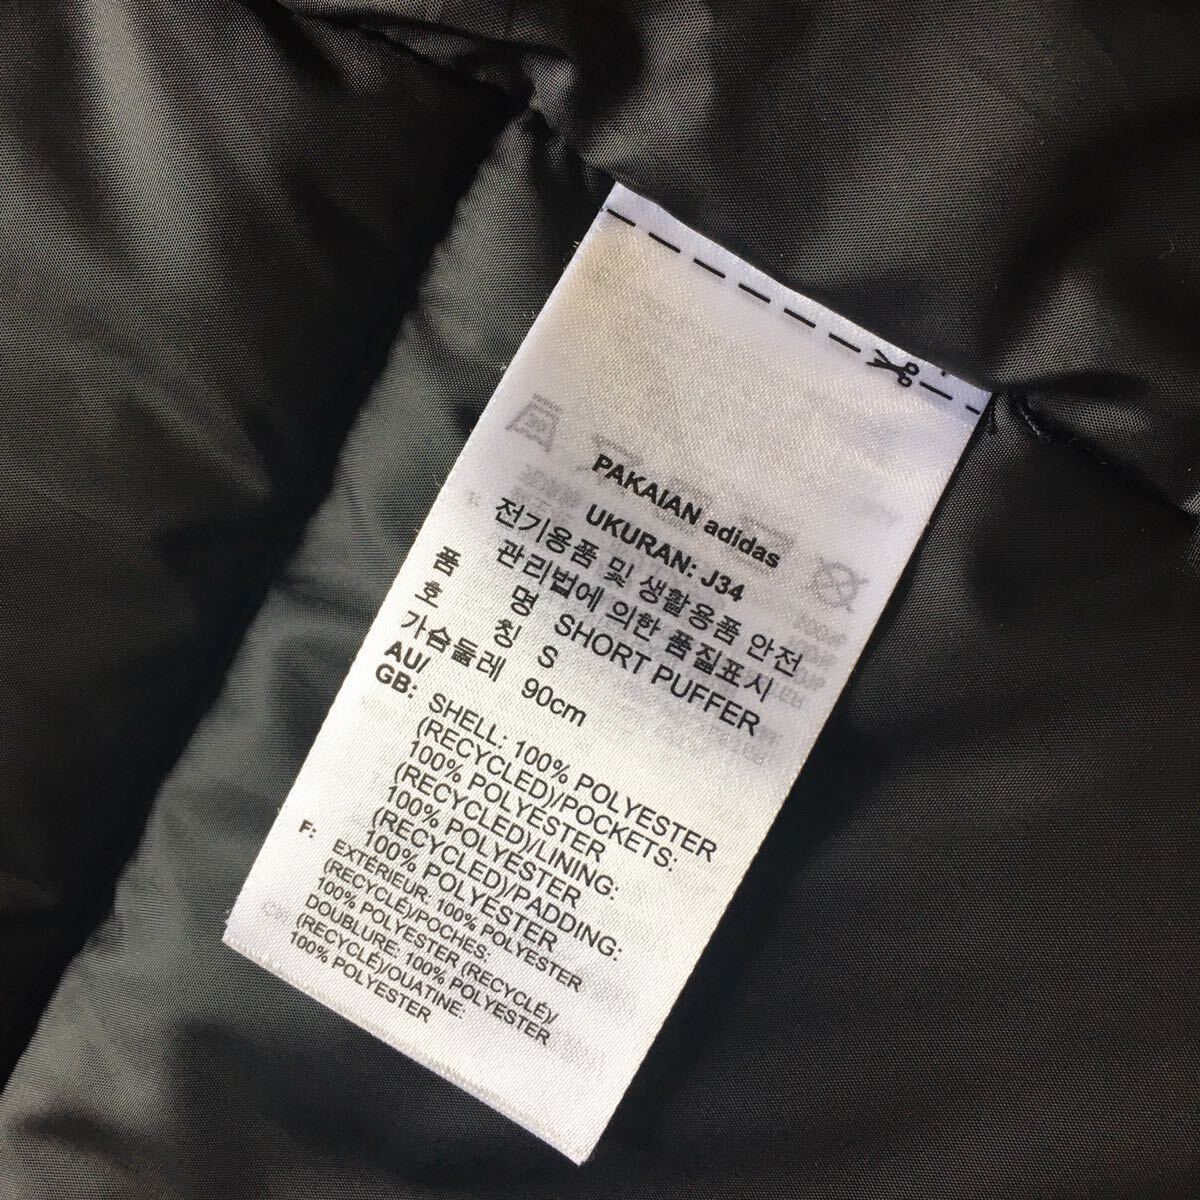 PAKAIAN adidas
UKURAN: J34
전기용품 및 생활용품 안전
관리법에 의한 품질표시
품 명 SHORT PUFFER
호 칭 S
가슴둘레 90cm
AU/
GB: SHELL: 100% POLYESTER
(RECYCLED)/POCKETS:
100% POLYESTER
(RECYCLED)/LINING:
100% POLYESTER
(RECYCLED)/PADDING:
100% POLYESTER
F: EXTÉRIEUR: 100% POLYESTER
(RECYCLÉ)/POCHES:
100% POLYESTER (RECYCLÉ)/
DOUBLURE: 100% POLYESTER
(RECYCLÉ)/OUATINE:
100% POLYESTER